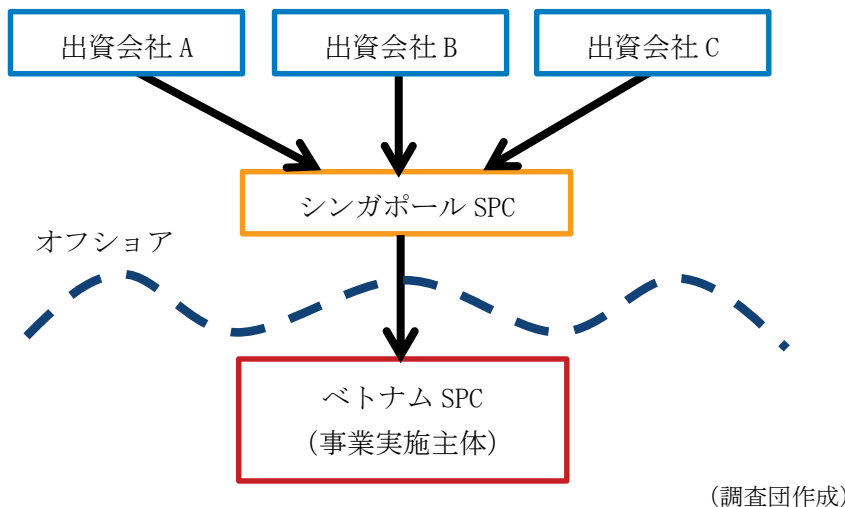 出資会社 A
出資会社 B
出資会社 C
シンガポール SPC
オフショア
ベトナム SPC
(事業実施主体)
(調査団作成)